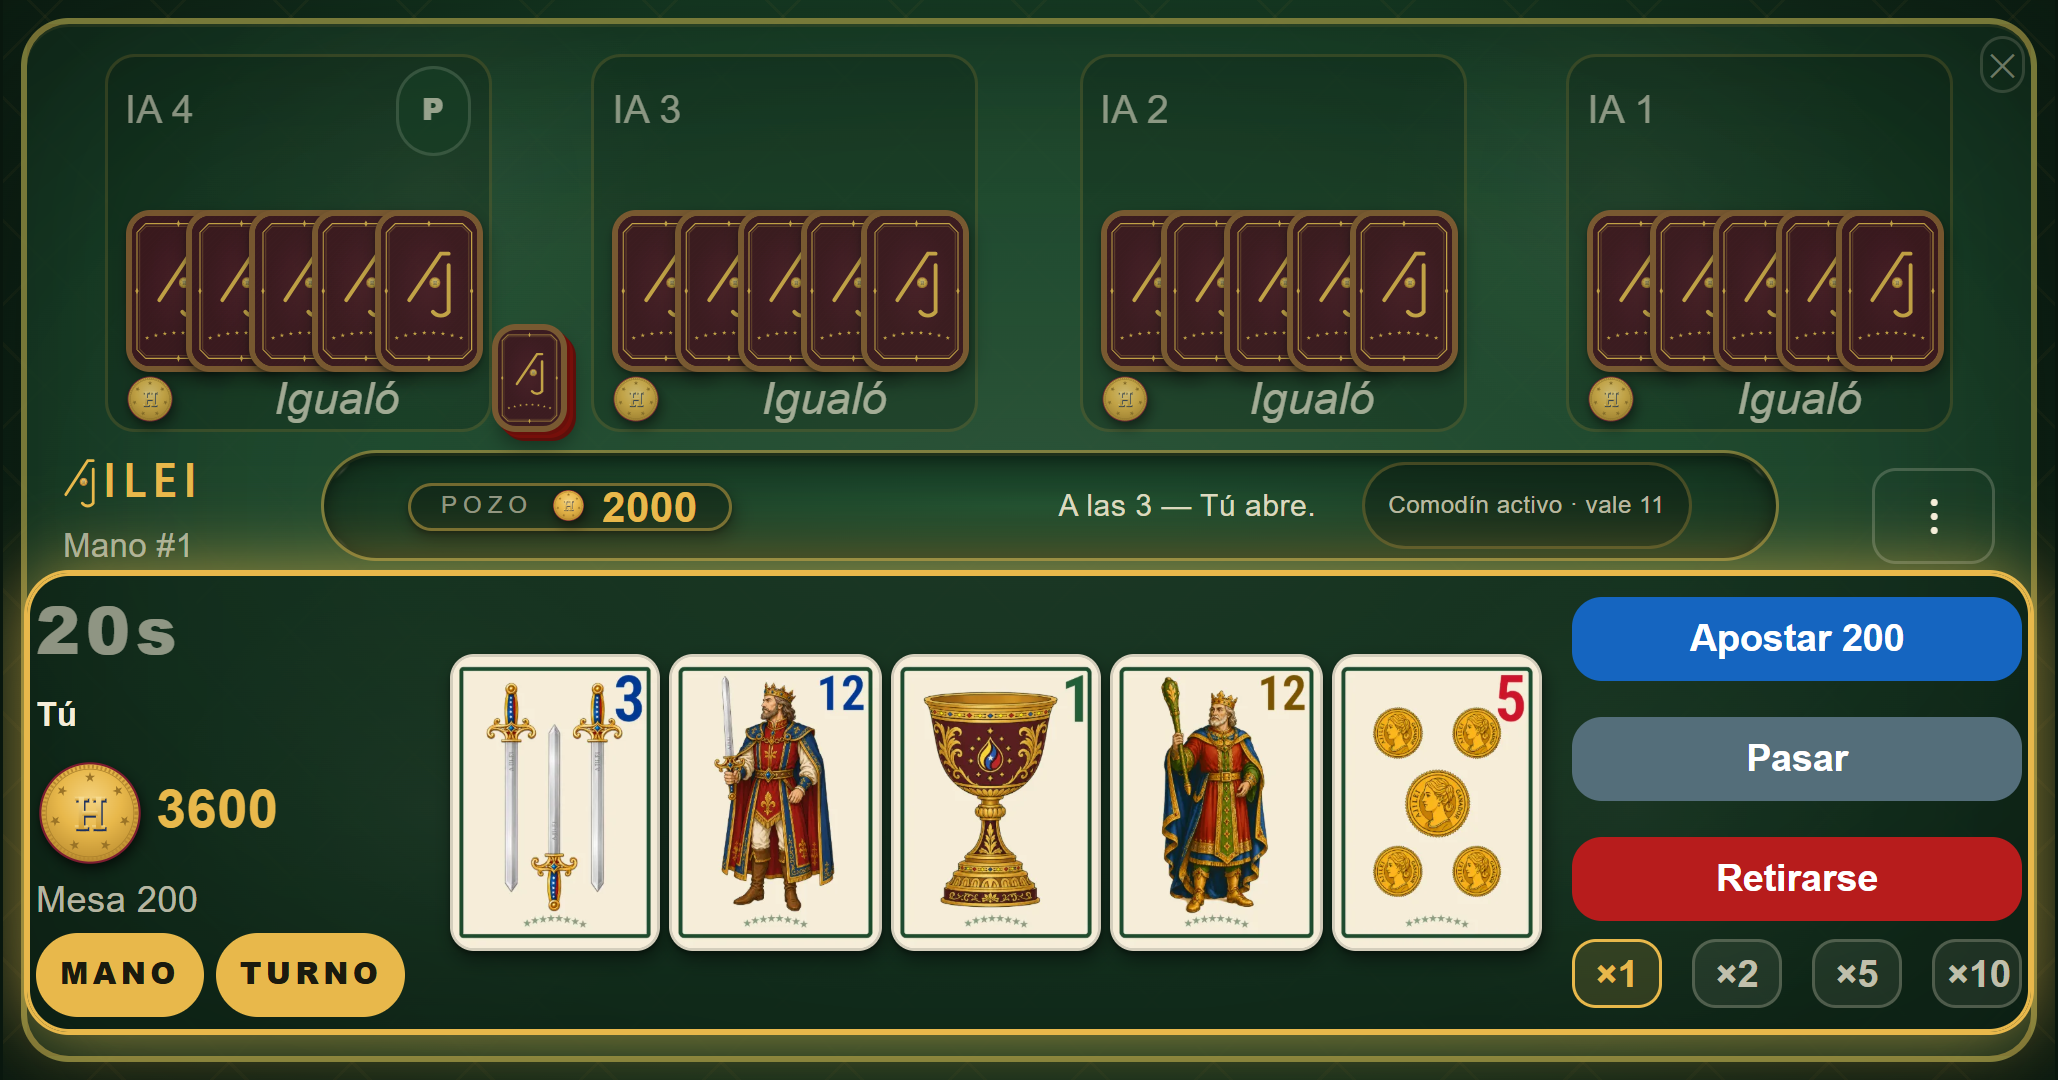 IA 4
P
IA 3
IA 2
IA 1
Igualó
Igualó
Igualó
Igualó
AJILEI
Mano #1
POZO 2000
A las 3 — Tú abre.
Comodín activo · vale 11
20s
Tú
3600
Mesa 200
MANO
TURNO
3
12
1
12
5
Apostar 200
Pasar
Retirarse
×1
×2
×5
×10